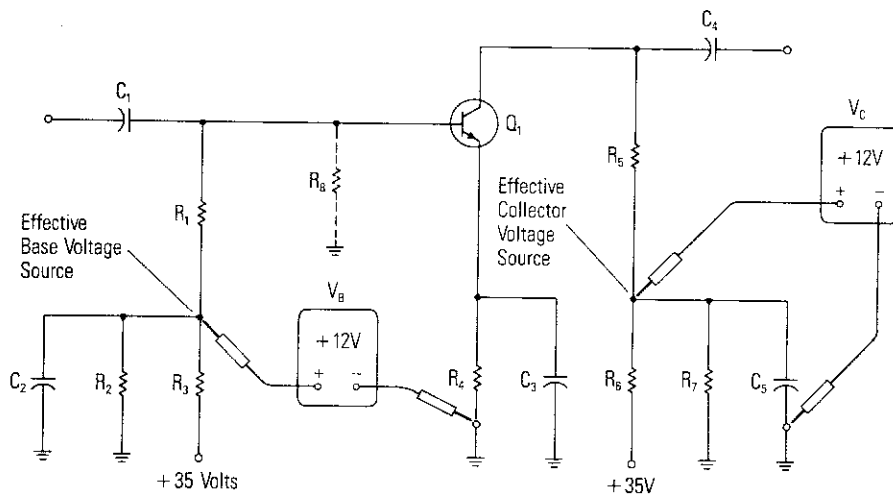 C4
C1
Q1
VC
+12V
+ −
R5
R8
R1
Effective
Collector
Voltage
Source
Effective
Base Voltage
Source
VB
+12V
+ −
C2
R2
R3
R4
C3
R6
R7
C5
+35 Volts
+35V